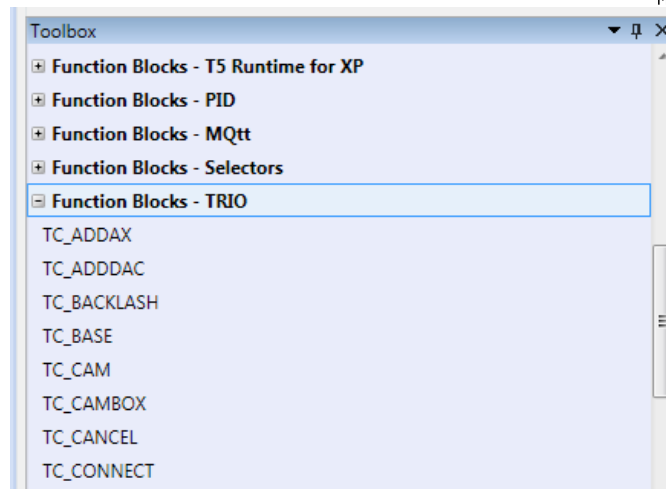 Toolbox
Function Blocks - T5 Runtime for XP
Function Blocks - PID
Function Blocks - MQtt
Function Blocks - Selectors
Function Blocks - TRIO
TC_ADDAX
TC_ADDDAC
TC_BACKLASH
TC_BASE
TC_CAM
TC_CAMBOX
TC_CANCEL
TC_CONNECT